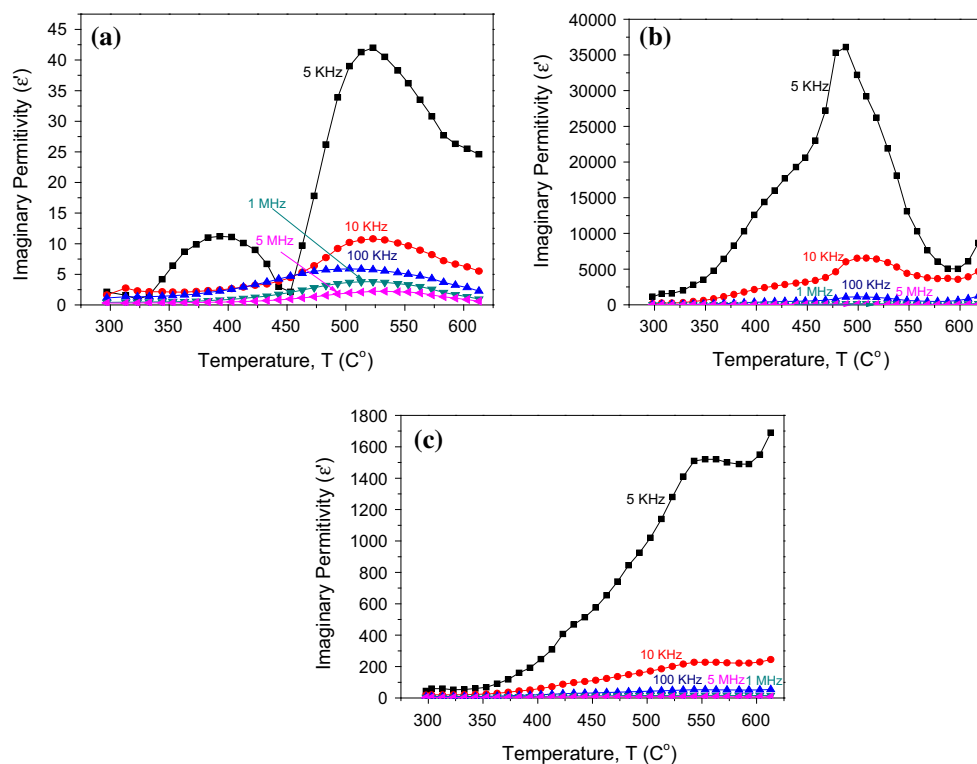 (a)
45
40
35
30
25
20
15
10
5
0
Imaginary Permitivity (ε')
5 KHz
1 MHz
10 KHz
5 MHz
100 KHz
300 350 400 450 500 550 600
Temperature, T (C°)
(b)
40000
35000
30000
25000
20000
15000
10000
5000
0
Imaginary Permitivity (ε')
5 KHz
10 KHz
100 KHz
1 MHz
5 MHz
300 350 400 450 500 550 600
Temperature, T (C°)
(c)
1800
1600
1400
1200
1000
800
600
400
200
0
Imaginary Permitivity (ε')
5 KHz
10 KHz
100 KHz 5 MHz 1 MHz
300 350 400 450 500 550 600
Temperature, T (C°)